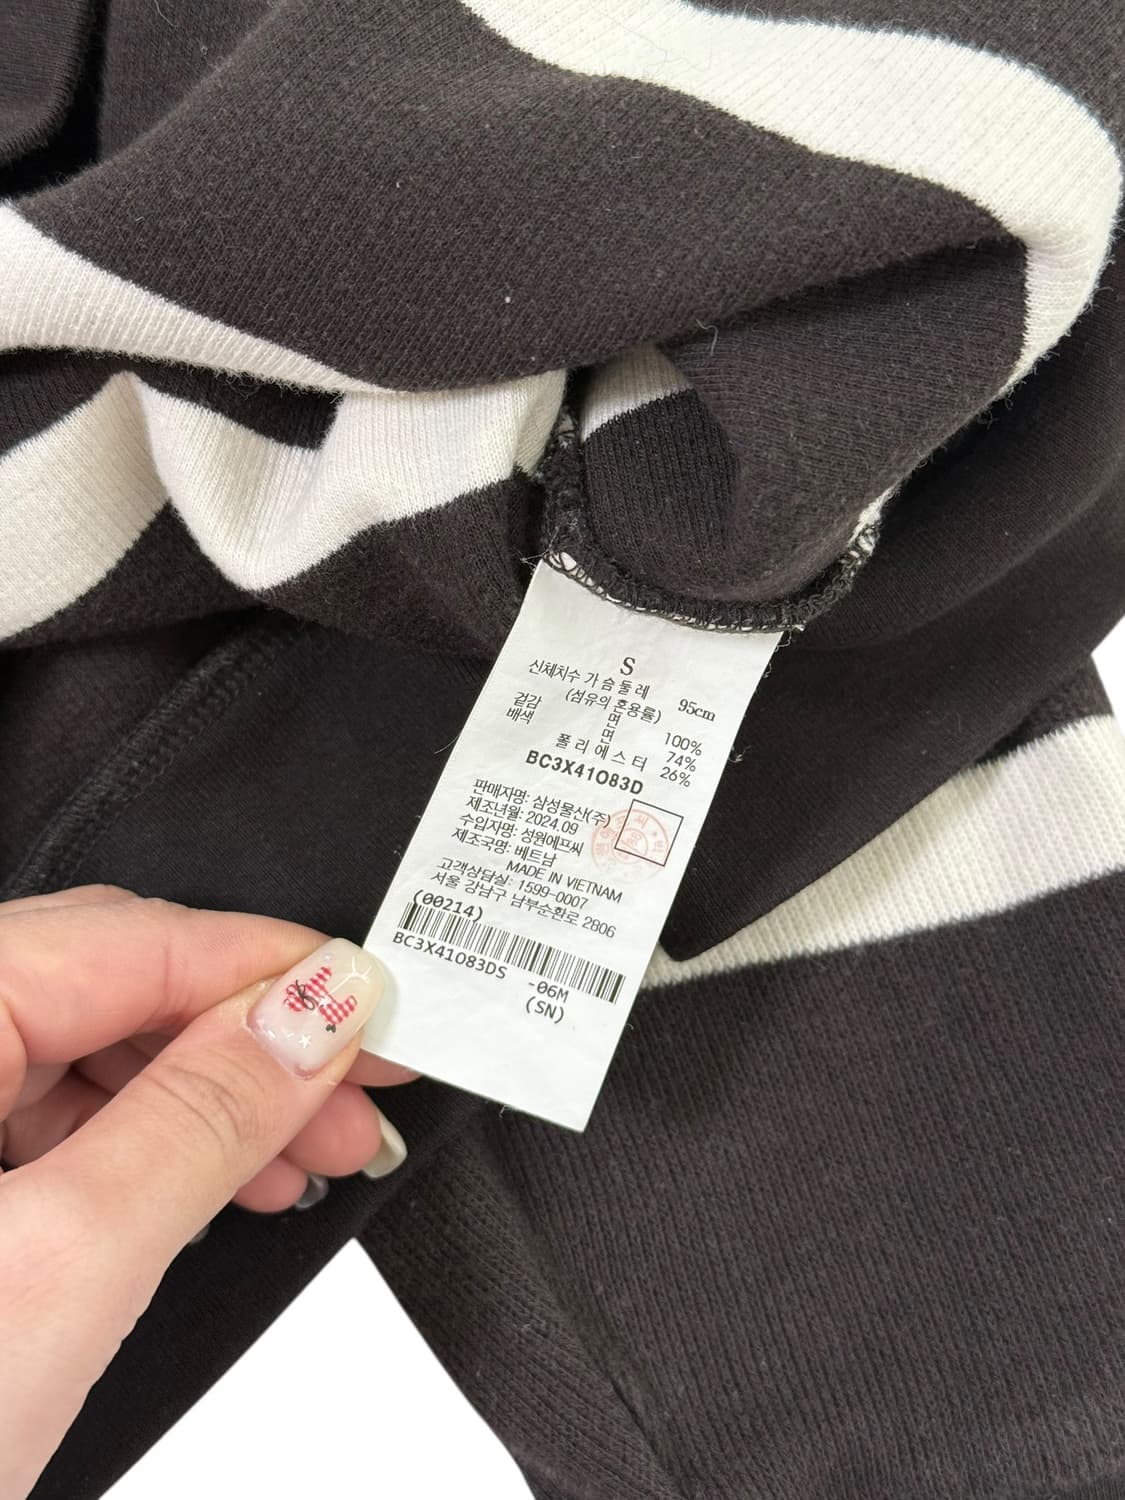 S
신체치수 가슴둘레 95cm
(섬유의 혼용률)
겉감 면 100%
배색 면 74%
폴리에스터 26%
BC3X41O83D
판매자명: 삼성물산(주)
제조년월: 2024.09
수입자명: 성원에프씨
제조국명: 베트남
MADE IN VIETNAM
고객상담실: 1599-0007
서울 강남구 남부순환로 2806
(00214)
BC3X41O83DS -06M
(SN)